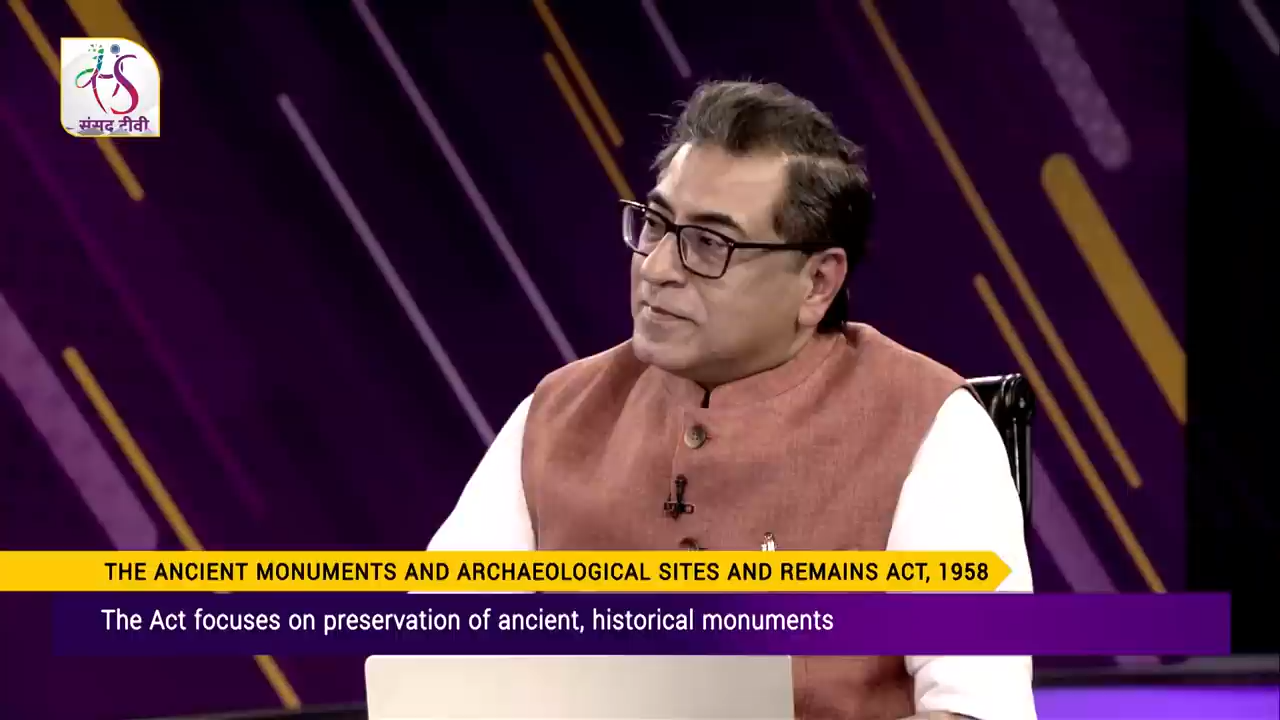 संसद टीवी
THE ANCIENT MONUMENTS AND ARCHAEOLOGICAL SITES AND REMAINS ACT, 1958
The Act focuses on preservation of ancient, historical monuments